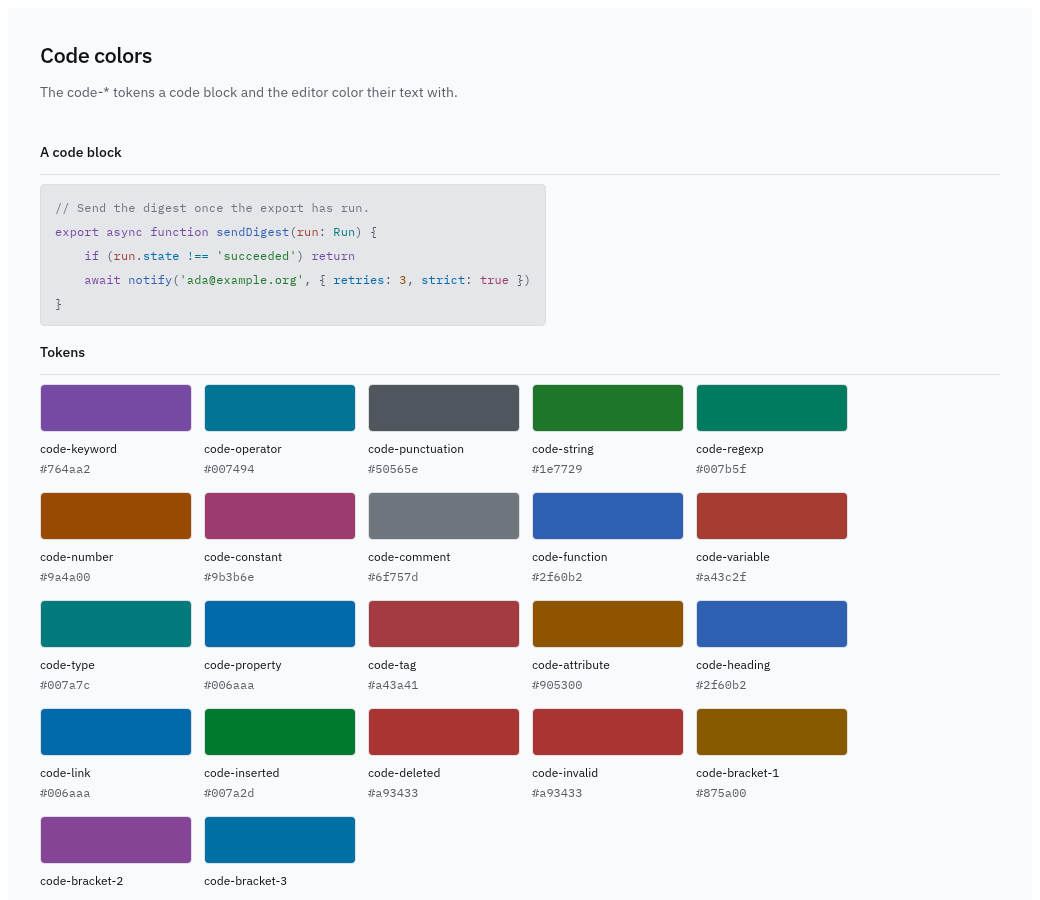 Code colors
The code-* tokens a code block and the editor color their text with.
A code block
// Send the digest once the export has run.
export async function sendDigest(run: Run) {
    if (run.state !== 'succeeded') return
    await notify('ada@example.org', { retries: 3, strict: true })
}
Tokens
code-keyword code-operator code-punctuation code-string code-regexp
#764aa2 #007494 #50565e #1e7729 #007b5f
code-number code-constant code-comment code-function code-variable
#9a4a00 #9b3b6e #6f757d #2f60b2 #a43c2f
code-type code-property code-tag code-attribute code-heading
#007a7c #006aaa #a43a41 #905300 #2f60b2
code-link code-inserted code-deleted code-invalid code-bracket-1
#006aaa #007a2d #a93433 #a93433 #875a00
code-bracket-2 code-bracket-3